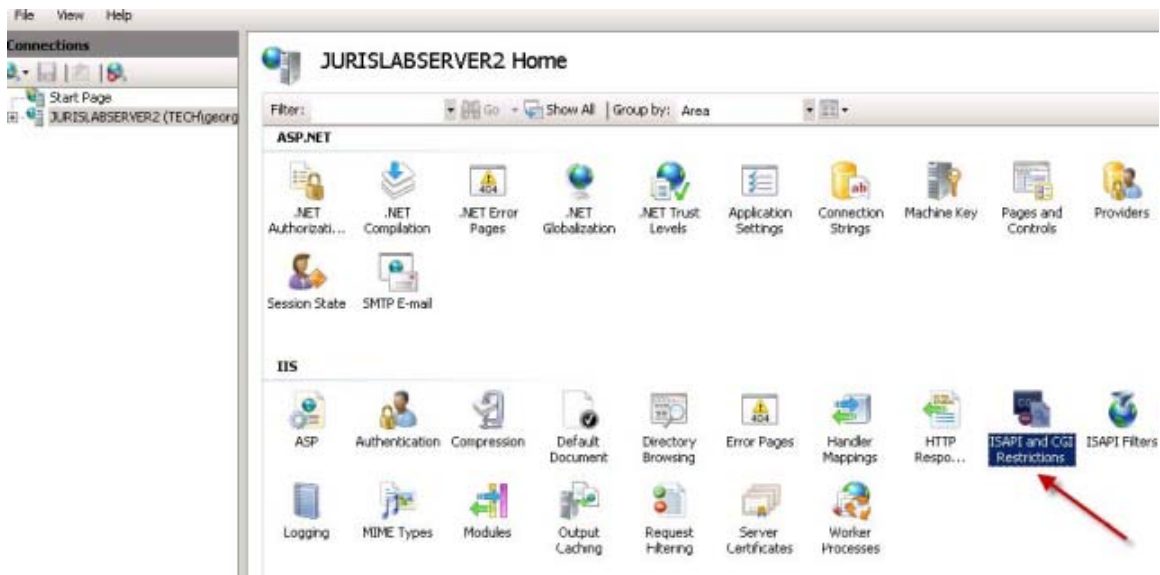 File View Help
Connections
Start Page
JURISLABSERVER2 (TECH\georg
JURISLABSERVER2 Home
Filter: Go Show All Group by: Area
ASP.NET
.NET Authorizati...
.NET Compilation
.NET Error Pages
.NET Globalization
.NET Trust Levels
Application Settings
Connection Strings
Machine Key
Pages and Controls
Providers
Session State
SMTP E-mail
IIS
ASP
Authentication
Compression
Default Document
Directory Browsing
Error Pages
Handler Mappings
HTTP Respo...
ISAPI and CGI Restrictions
ISAPI Filters
Logging
MIME Types
Modules
Output Caching
Request Filtering
Server Certificates
Worker Processes